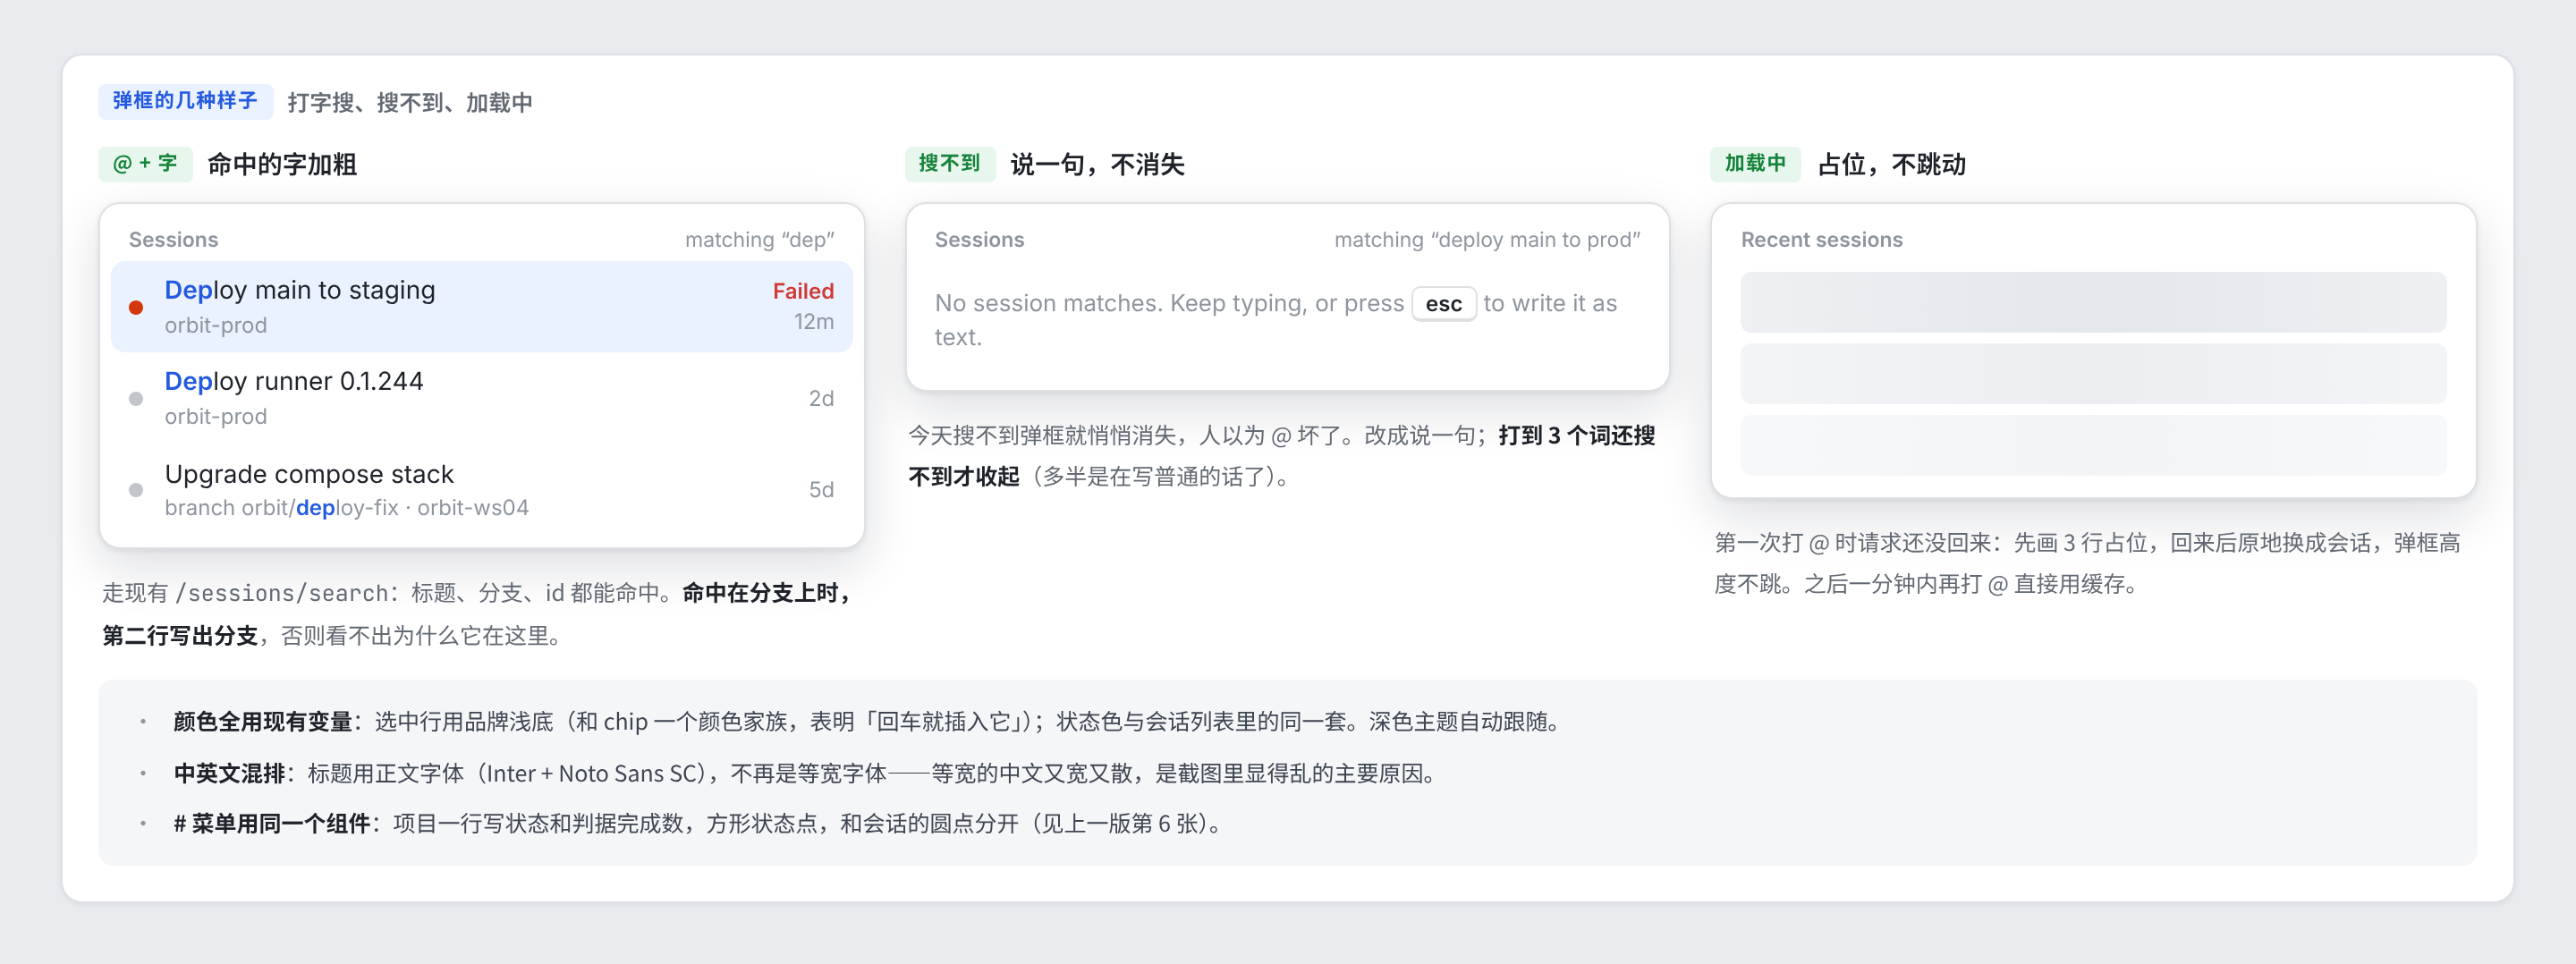 弹框的几种样子 打字搜、搜不到、加载中
@ + 字 命中的字加粗
Sessions matching “dep”
Deploy main to staging Failed
orbit-prod 12m
Deploy runner 0.1.244
orbit-prod 2d
Upgrade compose stack
branch orbit/deploy-fix · orbit-ws04 5d
走现有 /sessions/search：标题、分支、id 都能命中。命中在分支上时，
第二行写出分支，否则看不出为什么它在这里。
搜不到 说一句，不消失
Sessions matching “deploy main to prod”
No session matches. Keep typing, or press esc to write it as
text.
今天搜不到弹框就悄悄消失，人以为 @ 坏了。改成说一句；打到 3 个词还搜
不到才收起（多半是在写普通的话了）。
加载中 占位，不跳动
Recent sessions
第一次打 @ 时请求还没回来：先画 3 行占位，回来后原地换成会话，弹框高
度不跳。之后一分钟内再打 @ 直接用缓存。
• 颜色全用现有变量：选中行用品牌浅底（和 chip 一个颜色家族，表明「回车就插入它」）；状态色与会话列表里的同一套。深色主题自动跟随。
• 中英文混排：标题用正文字体（Inter + Noto Sans SC），不再是等宽字体——等宽的中文又宽又散，是截图里显得乱的主要原因。
• # 菜单用同一个组件：项目一行写状态和判据完成数，方形状态点，和会话的圆点分开（见上一版第 6 张）。